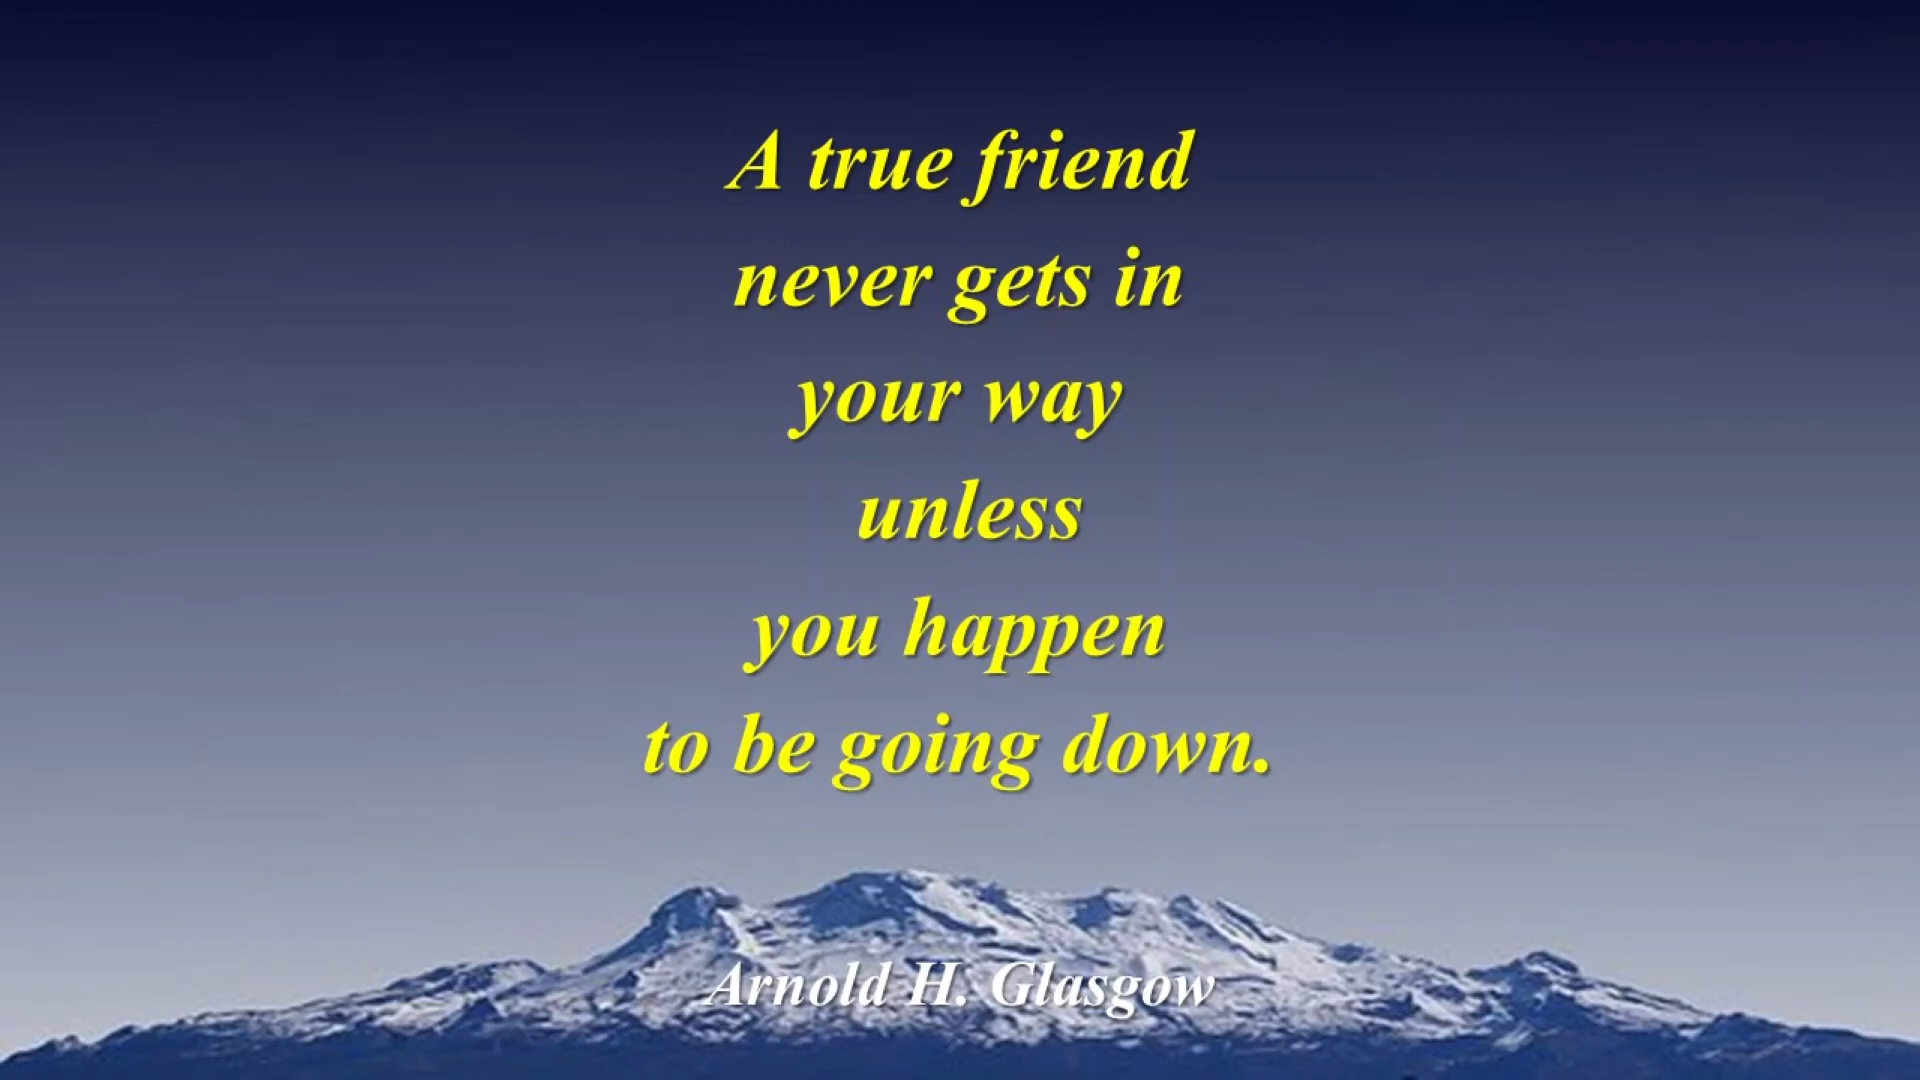 A true friend
never gets in
your way
unless
you happen
to be going down.
Arnold H. Glasgow